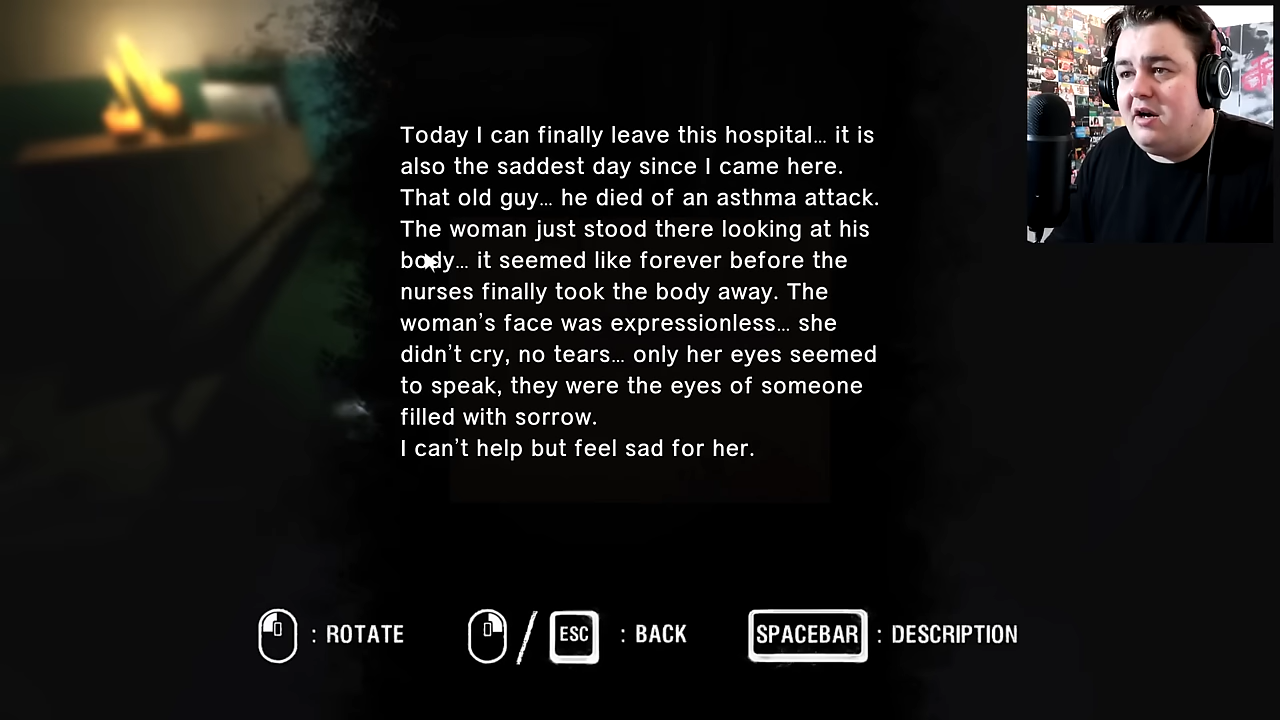 Today I can finally leave this hospital... it is
also the saddest day since I came here.
That old guy... he died of an asthma attack.
The woman just stood there looking at his
body... it seemed like forever before the
nurses finally took the body away. The
woman's face was expressionless... she
didn't cry, no tears... only her eyes seemed
to speak, they were the eyes of someone
filled with sorrow.
I can't help but feel sad for her.
: ROTATE / ESC : BACK SPACEBAR : DESCRIPTION